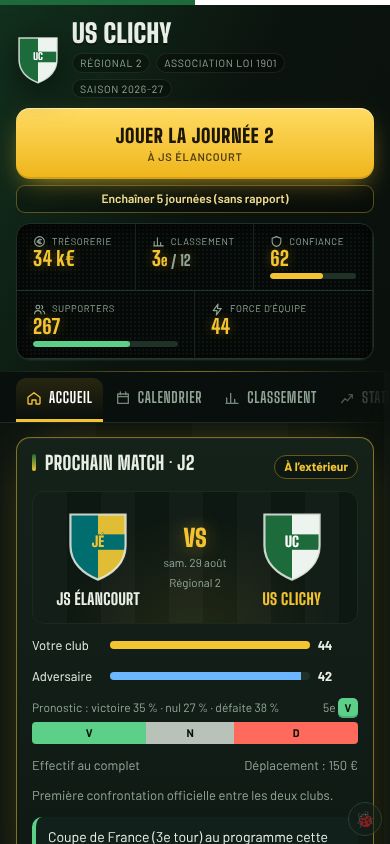 US CLICHY
UC
RÉGIONAL 2
ASSOCIATION LOI 1901
SAISON 2026-27
JOUER LA JOURNÉE 2
À JS ÉLANCOURT
Enchaîner 5 journées (sans rapport)
TRÉSORERIE
34 k€
CLASSEMENT
3e / 12
CONFIANCE
62
SUPPORTERS
267
FORCE D'ÉQUIPE
44
ACCUEIL
CALENDRIER
CLASSEMENT
STAT
PROCHAIN MATCH · J2
À l'extérieur
JÉ
VS
UC
sam. 29 août
Régional 2
JS ÉLANCOURT
US CLICHY
Votre club
44
Adversaire
42
Pronostic : victoire 35 % · nul 27 % · défaite 38 %
5e V
V
N
D
Effectif au complet
Déplacement : 150 €
Première confrontation officielle entre les deux clubs.
Coupe de France (3e tour) au programme cette